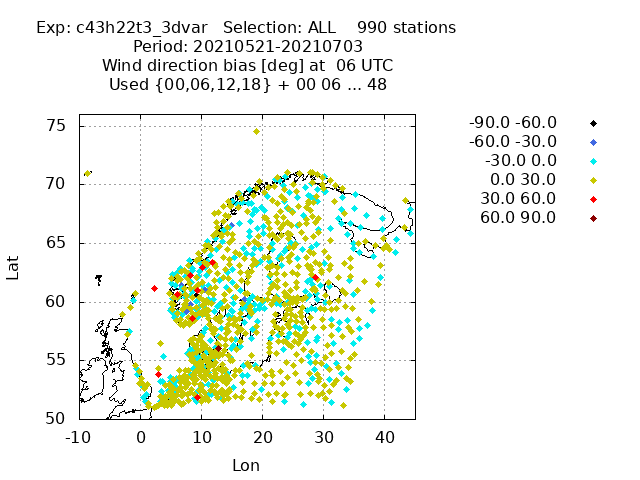 Exp: c43h22t3_3dvar Selection: ALL 990 stations
Period: 20210521-20210703
Wind direction bias [deg] at 06 UTC
Used {00,06,12,18} + 00 06 ... 48
-90.0 -60.0
-60.0 -30.0
-30.0 0.0
0.0 30.0
30.0 60.0
60.0 90.0
75
70
65
60
55
50
Lat
-10 0 10 20 30 40
Lon